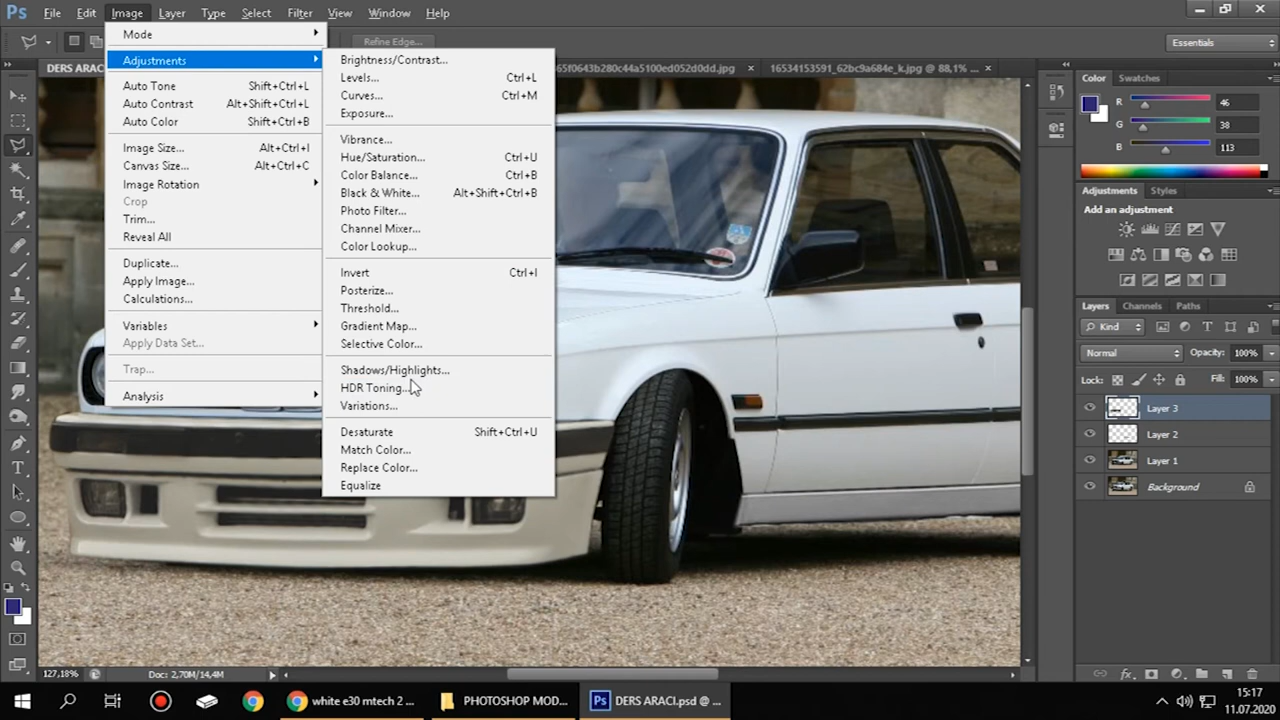 Ps File Edit Image Layer Type Select Filter View Window Help
Refine Edge...
Essentials
DERS ARAC
65f0643b280c44a5100ed052d0dd.jpg × 16534153591_62bc9a684e_k.jpg @ 88,1% ... ×
Mode
Adjustments
Auto Tone Shift+Ctrl+L
Auto Contrast Alt+Shift+Ctrl+L
Auto Color Shift+Ctrl+B
Image Size... Alt+Ctrl+I
Canvas Size... Alt+Ctrl+C
Image Rotation
Crop
Trim...
Reveal All
Duplicate...
Apply Image...
Calculations...
Variables
Apply Data Set...
Trap...
Analysis
Brightness/Contrast...
Levels... Ctrl+L
Curves... Ctrl+M
Exposure...
Vibrance...
Hue/Saturation... Ctrl+U
Color Balance... Ctrl+B
Black & White... Alt+Shift+Ctrl+B
Photo Filter...
Channel Mixer...
Color Lookup...
Invert Ctrl+I
Posterize...
Threshold...
Gradient Map...
Selective Color...
Shadows/Highlights...
HDR Toning...
Variations...
Desaturate Shift+Ctrl+U
Match Color...
Replace Color...
Equalize
Color Swatches
R 46
G 38
B 113
Adjustments Styles
Add an adjustment
Layers Channels Paths
Kind
Normal Opacity: 100%
Lock: Fill: 100%
Layer 3
Layer 2
Layer 1
Background
127,18% Doc: 2,70M/14,4M
white e30 mtech 2 ... PHOTOSHOP MOD... DERS ARACI.psd @ ...
15:17
11.07.2020